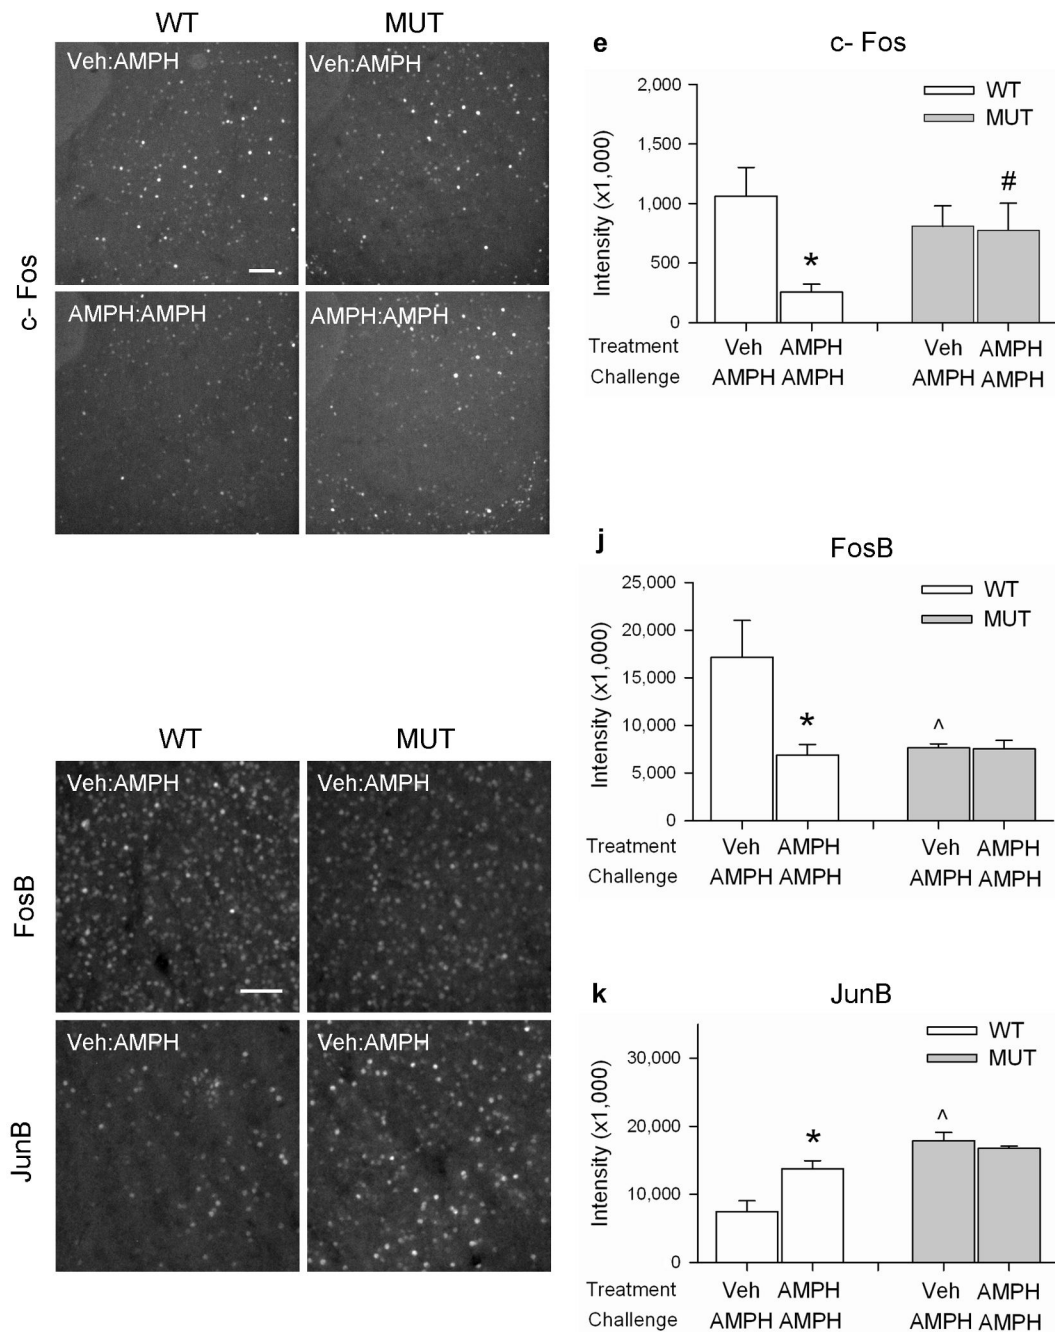 WT MUT
Veh:AMPH Veh:AMPH
c- Fos
AMPH:AMPH AMPH:AMPH
WT MUT
Veh:AMPH Veh:AMPH
FosB
Veh:AMPH Veh:AMPH
JunB
e c- Fos
WT
MUT
Intensity (x1,000)
2,000
1,500
1,000
500
0
* #
Treatment Veh AMPH Veh AMPH
Challenge AMPH AMPH AMPH AMPH
j FosB
WT
MUT
Intensity (x1,000)
25,000
20,000
15,000
10,000
5,000
0
* ^
Treatment Veh AMPH Veh AMPH
Challenge AMPH AMPH AMPH AMPH
k JunB
WT
MUT
Intensity (x1,000)
30,000
20,000
10,000
0
* ^
Treatment Veh AMPH Veh AMPH
Challenge AMPH AMPH AMPH AMPH